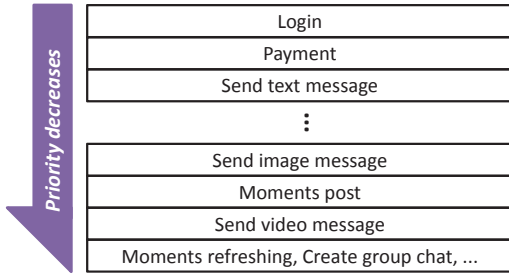 Priority decreases
Login
Payment
Send text message
⋮
Send image message
Moments post
Send video message
Moments refreshing, Create group chat, ...